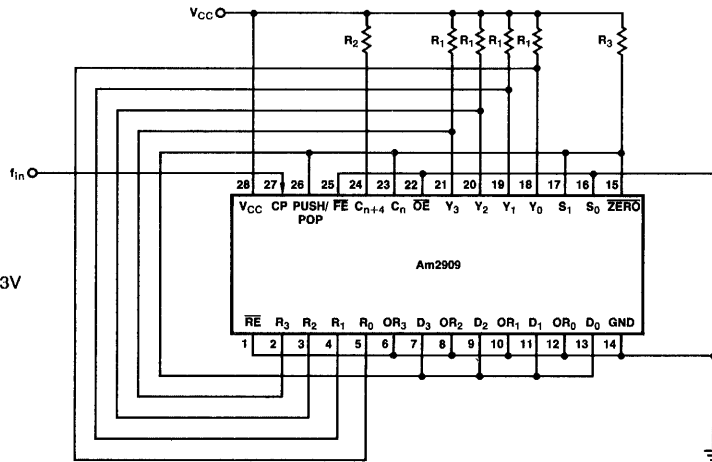 VCC
R2 R1 R1 R1 R1 R3
fin
28 27 26 25 24 23 22 21 20 19 18 17 16 15
VCC CP PUSH/ FE Cn+4 Cn OE Y3 Y2 Y1 Y0 S1 S0 ZERO
POP
3V
Am2909
RE R3 R2 R1 R0 OR3 D3 OR2 D2 OR1 D1 OR0 D0 GND
1 2 3 4 5 6 7 8 9 10 11 12 13 14